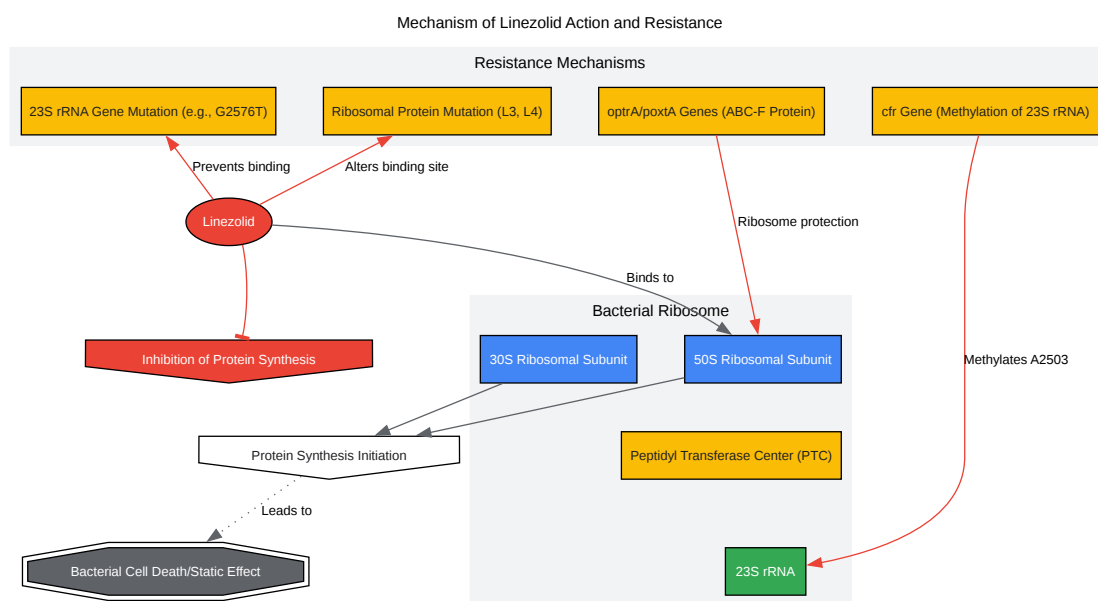 Mechanism of Linezolid Action and Resistance
Resistance Mechanisms
23S rRNA Gene Mutation (e.g., G2576T)
Ribosomal Protein Mutation (L3, L4)
optrA/poxtA Genes (ABC-F Protein)
cfr Gene (Methylation of 23S rRNA)
Prevents binding
Alters binding site
Linezolid
Ribosome protection
Binds to
Bacterial Ribosome
Inhibition of Protein Synthesis
30S Ribosomal Subunit
50S Ribosomal Subunit
Methylates A2503
Protein Synthesis Initiation
Peptidyl Transferase Center (PTC)
Leads to
Bacterial Cell Death/Static Effect
23S rRNA